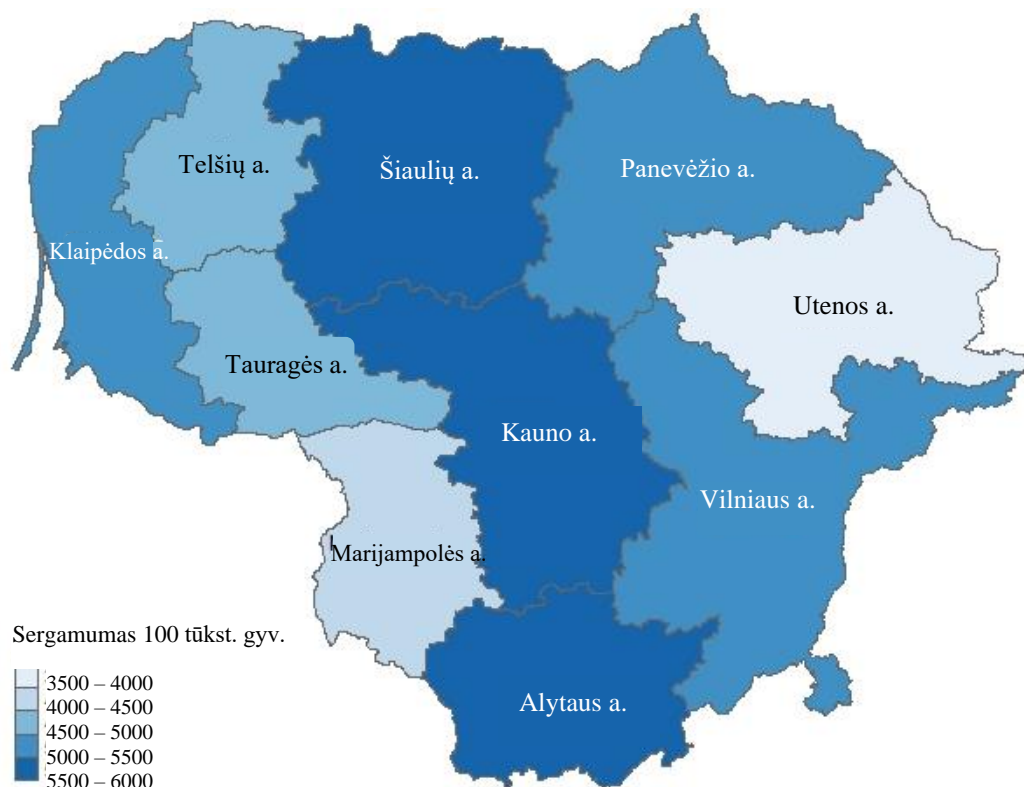 Telšių a.
Šiaulių a.
Panevėžio a.
Klaipėdos a.
Utenos a.
Tauragės a.
Kauno a.
Vilniaus a.
Marijampolės a.
Sergamumas 100 tūkst. gyv.
3500 – 4000
4000 – 4500
4500 – 5000
5000 – 5500
5500 – 6000
Alytaus a.